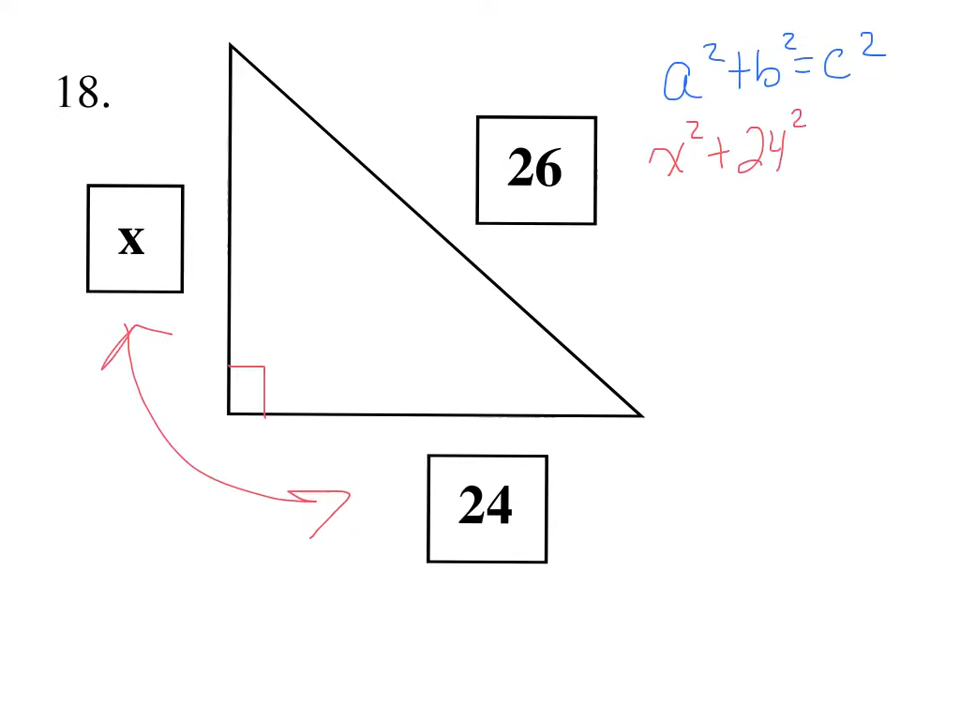 18.
a²+b²=c²
x²+24²
26
x
24